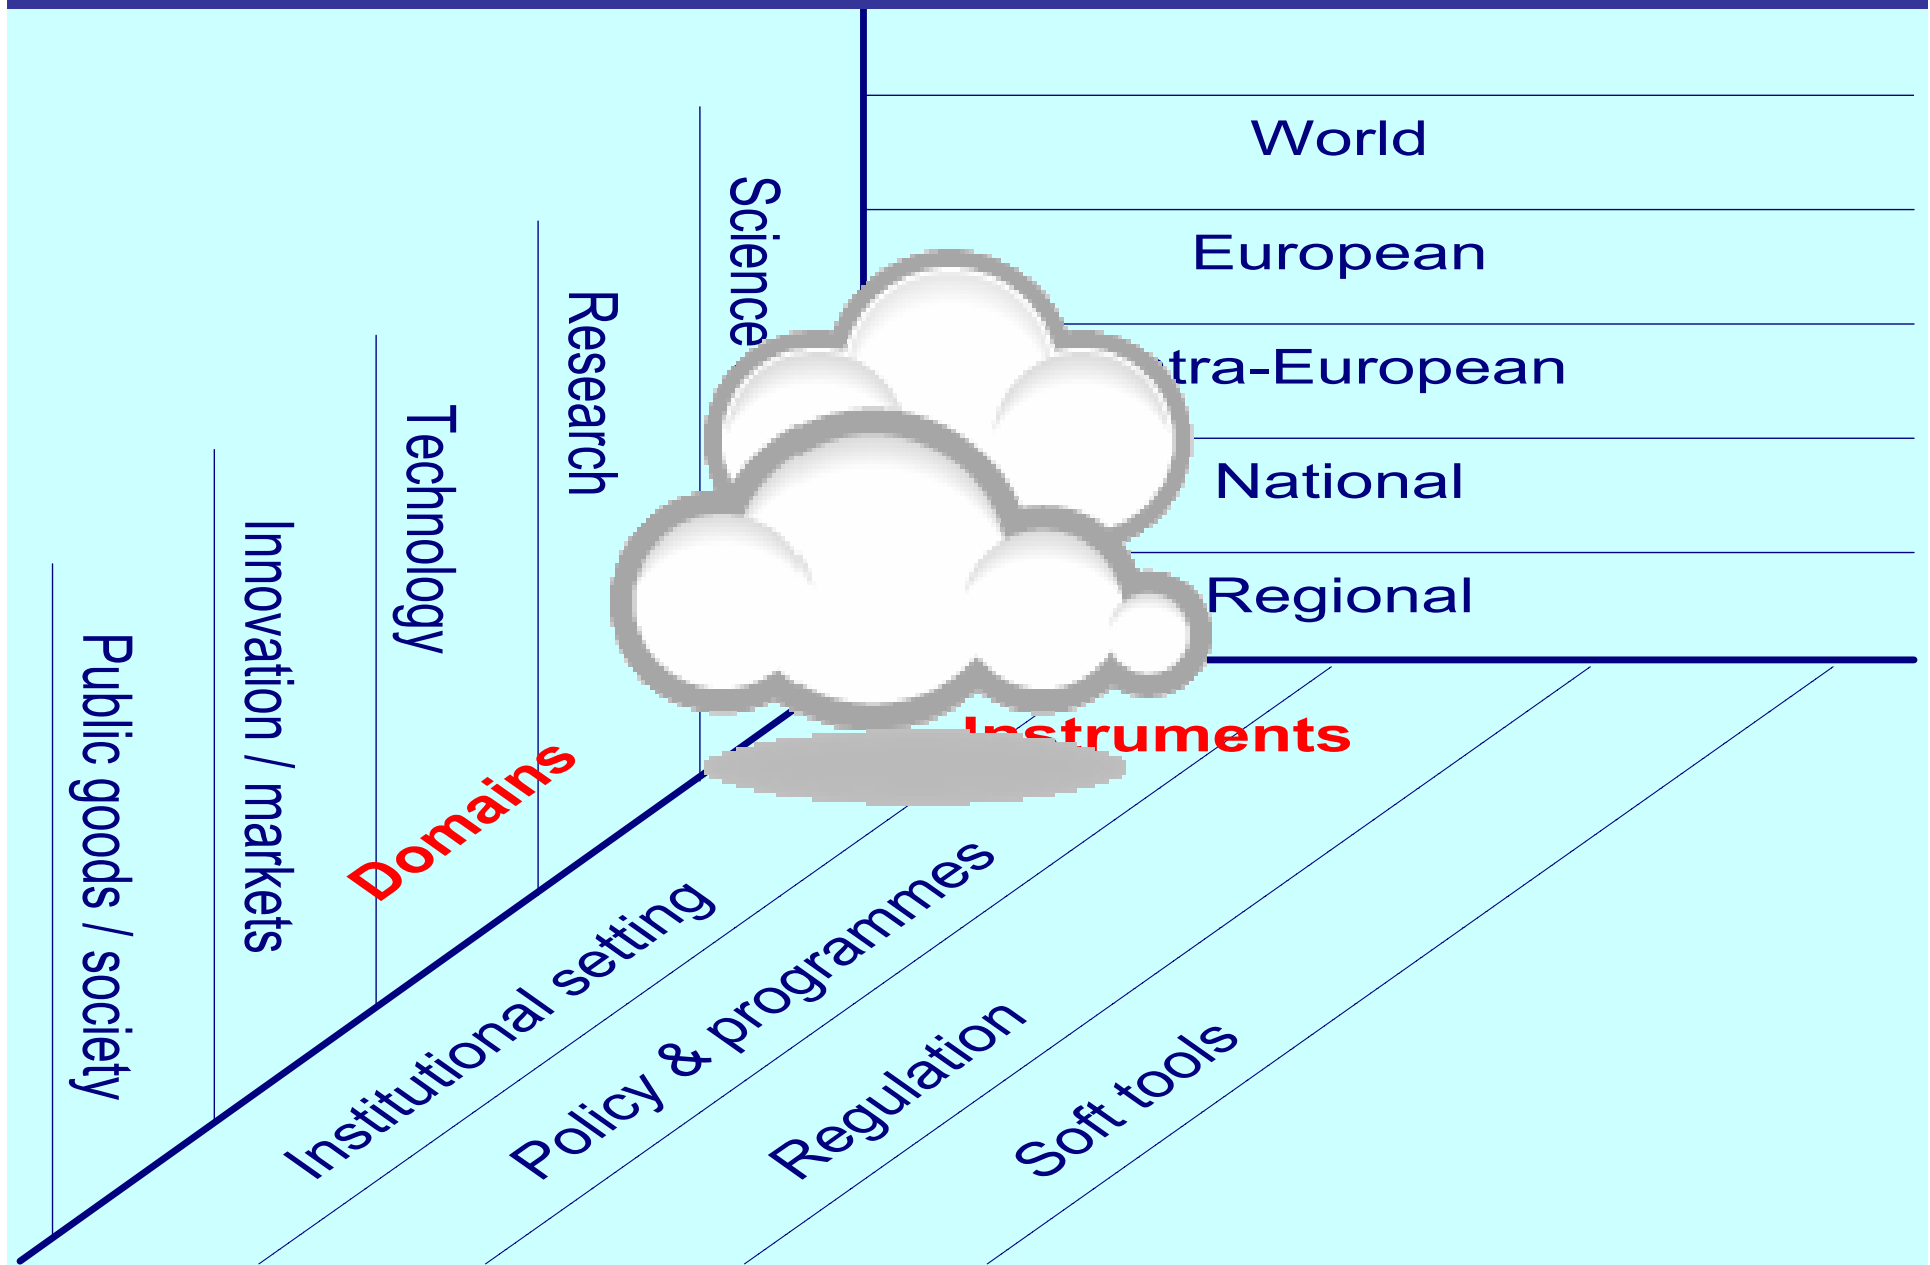 World
European
tra-European
National
Regional
Science
Research
Technology
Innovation / markets
Public goods / society
Domains
Instruments
Institutional setting
Policy & programmes
Regulation
Soft tools